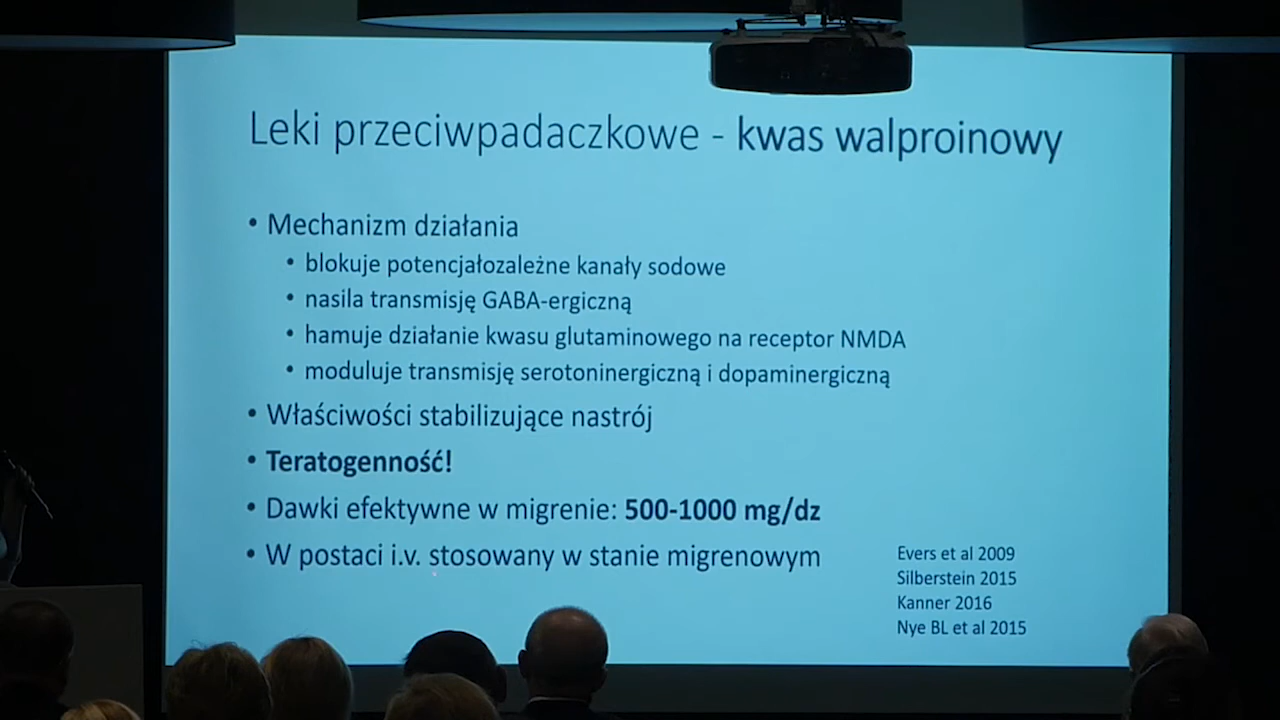 Leki przeciwpadaczkowe - kwas walproinowy
• Mechanizm działania
• blokuje potencjałozależne kanały sodowe
• nasila transmisję GABA-ergiczną
• hamuje działanie kwasu glutaminowego na receptor NMDA
• moduluje transmisję serotoninergiczną i dopaminergiczną
• Właściwości stabilizujące nastrój
• Teratogenność!
• Dawki efektywne w migrenie: 500-1000 mg/dz
• W postaci i.v. stosowany w stanie migrenowym
Evers et al 2009
Silberstein 2015
Kanner 2016
Nye BL et al 2015